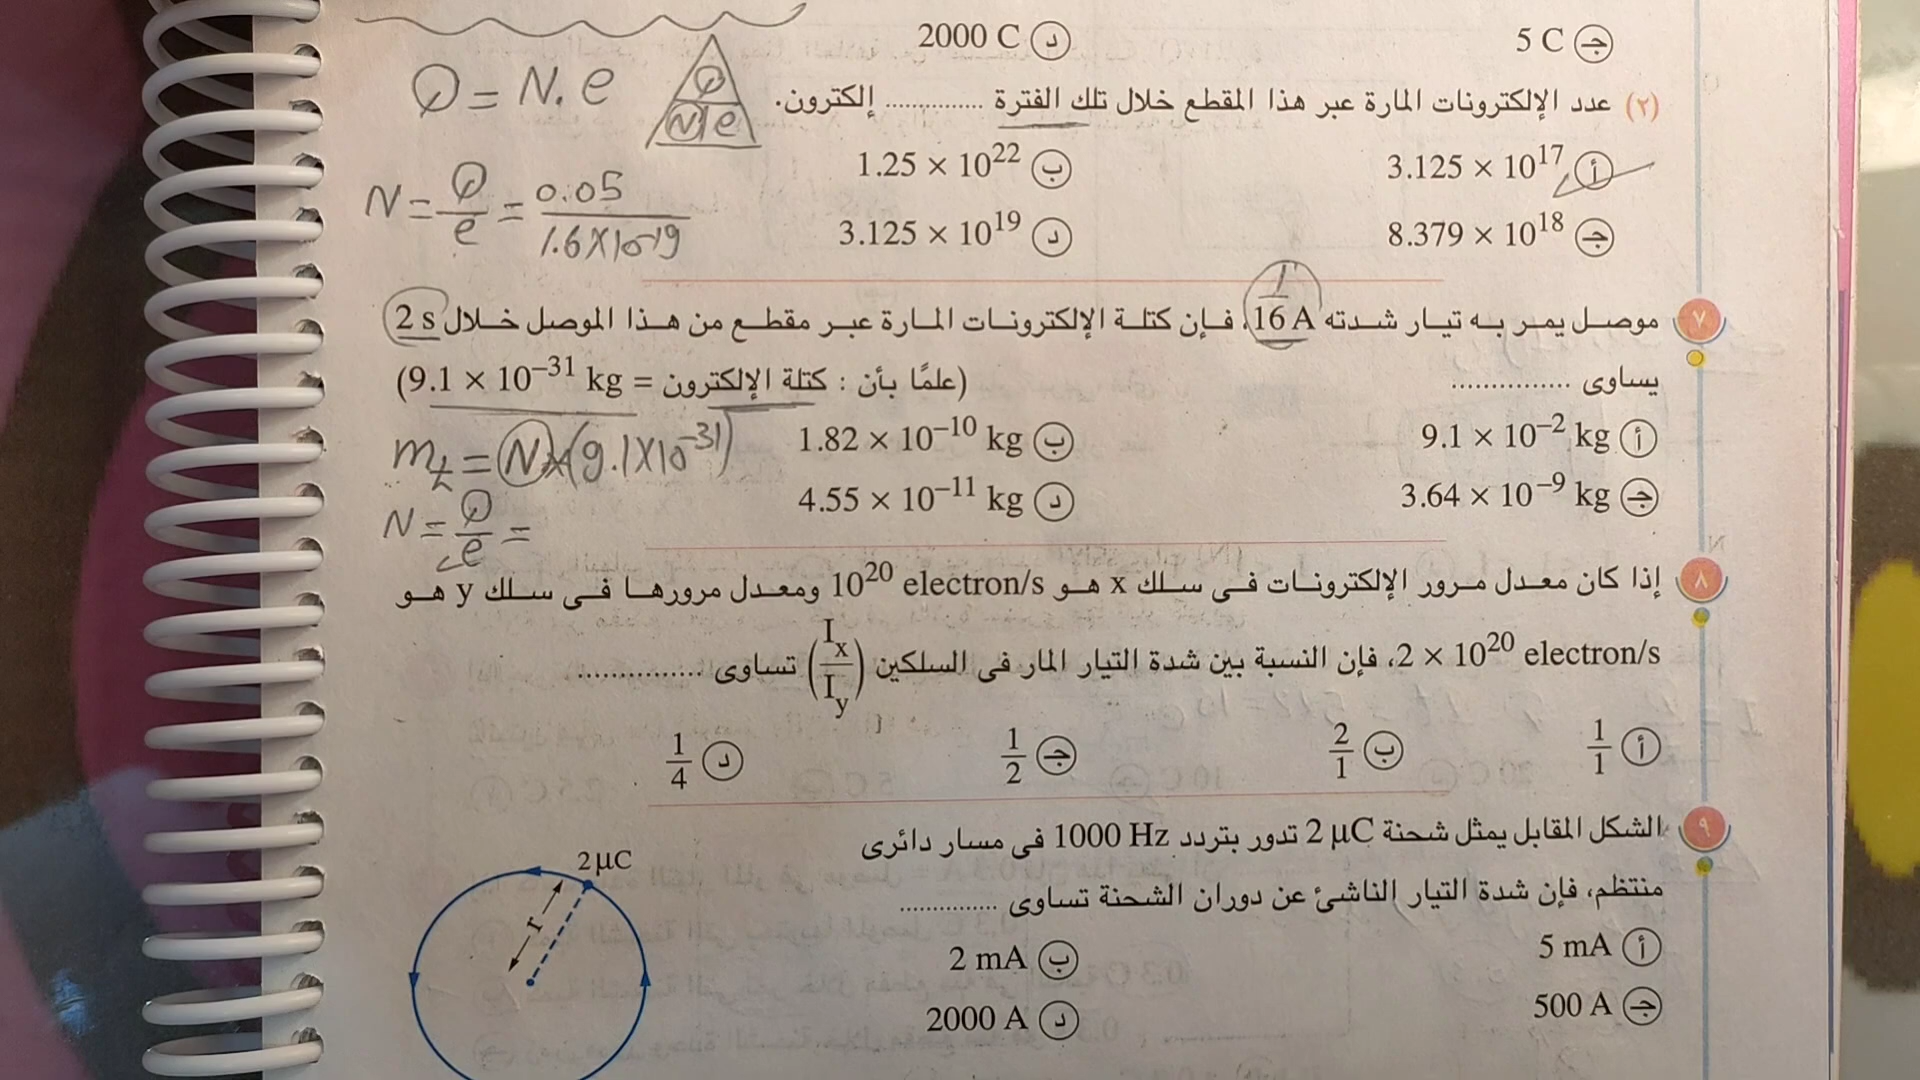 ج 5 C
د 2000 C
Q = N. e
Q
N e
(٢) عدد الإلكترونات المارة عبر هذا المقطع خلال تلك الفترة .............. إلكترون.
أ 3.125 × 10^17
ب 1.25 × 10^22
ج 8.379 × 10^18
د 3.125 × 10^19
N = Q/e = 0.05/1.6×10-19
I
٧ موصل يمر به تيار شدته 16 A، فإن كتلة الإلكترونات المارة عبر مقطع من هذا الموصل خلال 2 s
يساوى ...............
(علمًا بأن : كتلة الإلكترون = 9.1 × 10^−31 kg)
أ 9.1 × 10^−2 kg
ب 1.82 × 10^−10 kg
ج 3.64 × 10^−9 kg
د 4.55 × 10^−11 kg
mt = N×(9.1×10^-31)
N = Q/e =
٨ إذا كان معدل مرور الإلكترونات فى سلك x هو 10^20 electron/s ومعدل مرورها فى سلك y هو
2 × 10^20 electron/s، فإن النسبة بين شدة التيار المار فى السلكين (Ix/Iy) تساوى ................
أ 1/1
ب 2/1
ج 1/2
د 1/4
٩ الشكل المقابل يمثل شحنة 2 µC تدور بتردد 1000 Hz فى مسار دائرى
منتظم، فإن شدة التيار الناشئ عن دوران الشحنة تساوى ............
أ 5 mA
ب 2 mA
ج 500 A
د 2000 A
2 µC
r